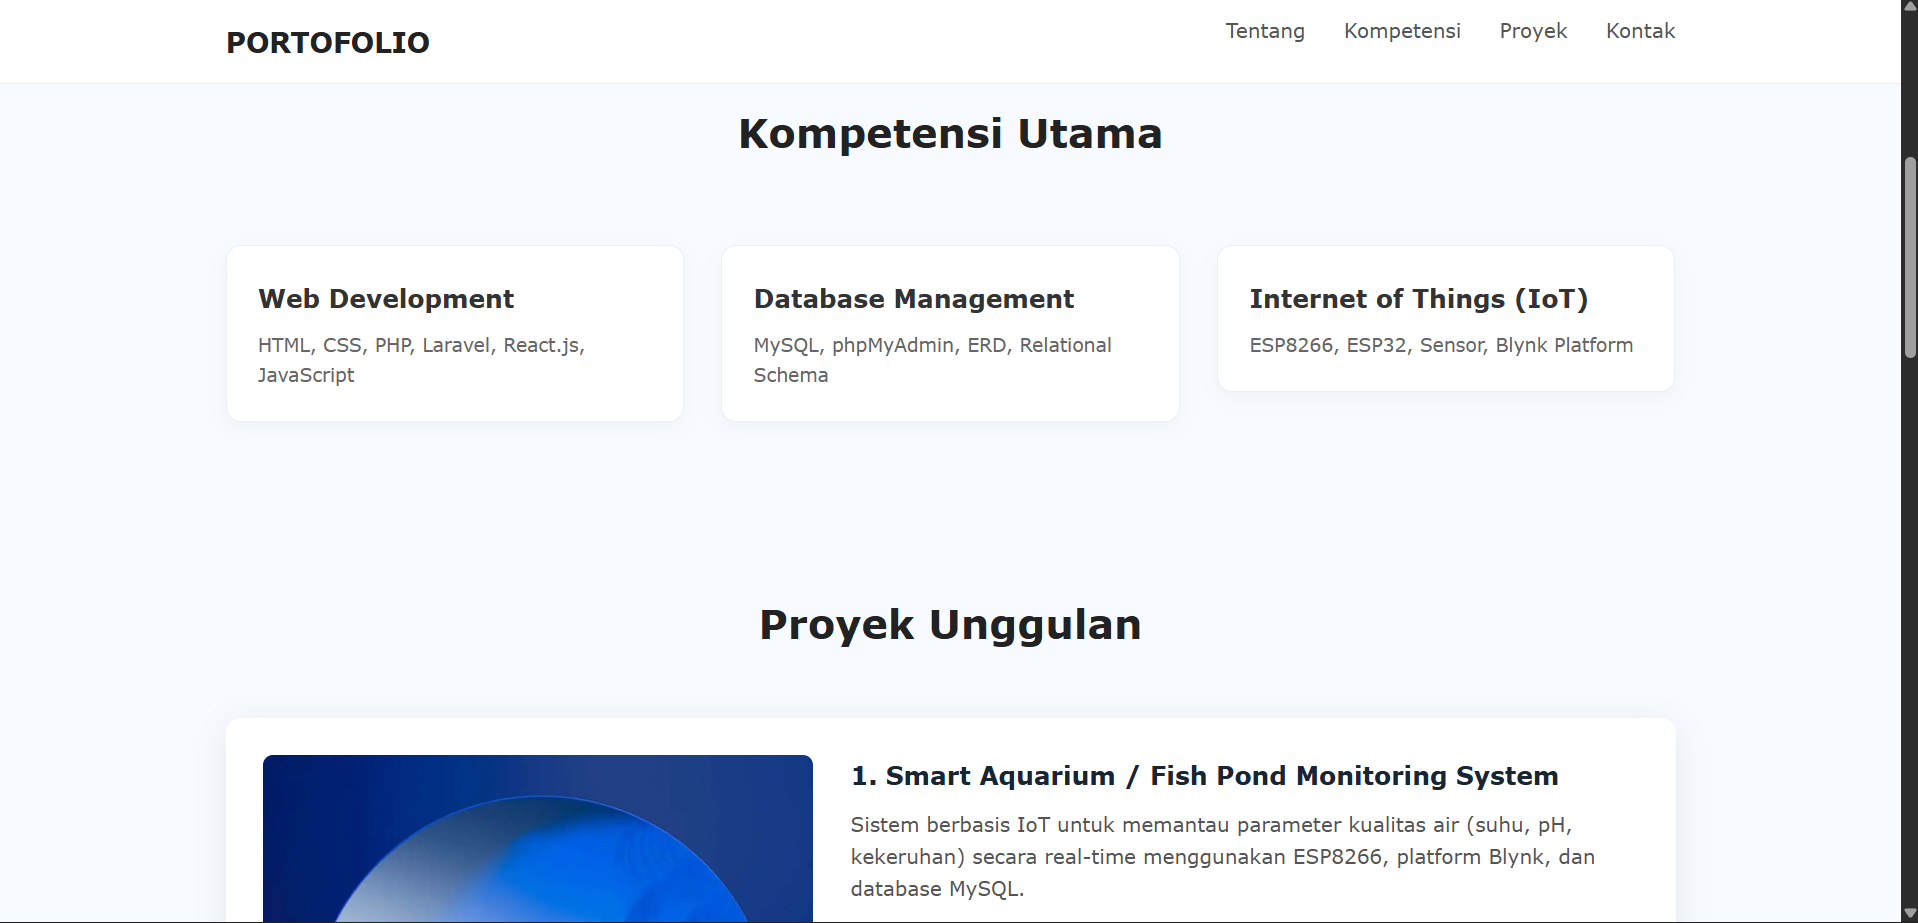 PORTOFOLIO
Tentang
Kompetensi
Proyek
Kontak
Kompetensi Utama
Web Development
HTML, CSS, PHP, Laravel, React.js,
JavaScript
Database Management
MySQL, phpMyAdmin, ERD, Relational
Schema
Internet of Things (IoT)
ESP8266, ESP32, Sensor, Blynk Platform
Proyek Unggulan
1. Smart Aquarium / Fish Pond Monitoring System
Sistem berbasis IoT untuk memantau parameter kualitas air (suhu, pH,
kekeruhan) secara real-time menggunakan ESP8266, platform Blynk, dan
database MySQL.